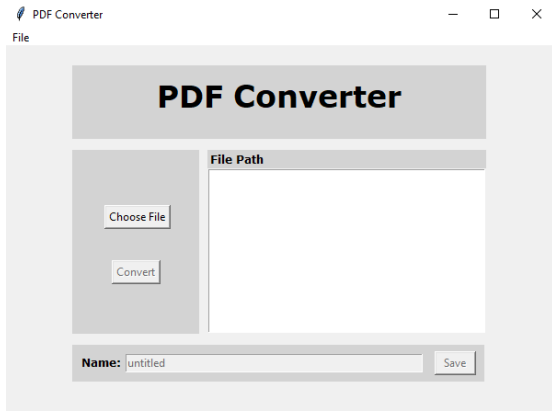 PDF Converter
File
PDF Converter
File Path
Choose File
Convert
Name: untitled Save